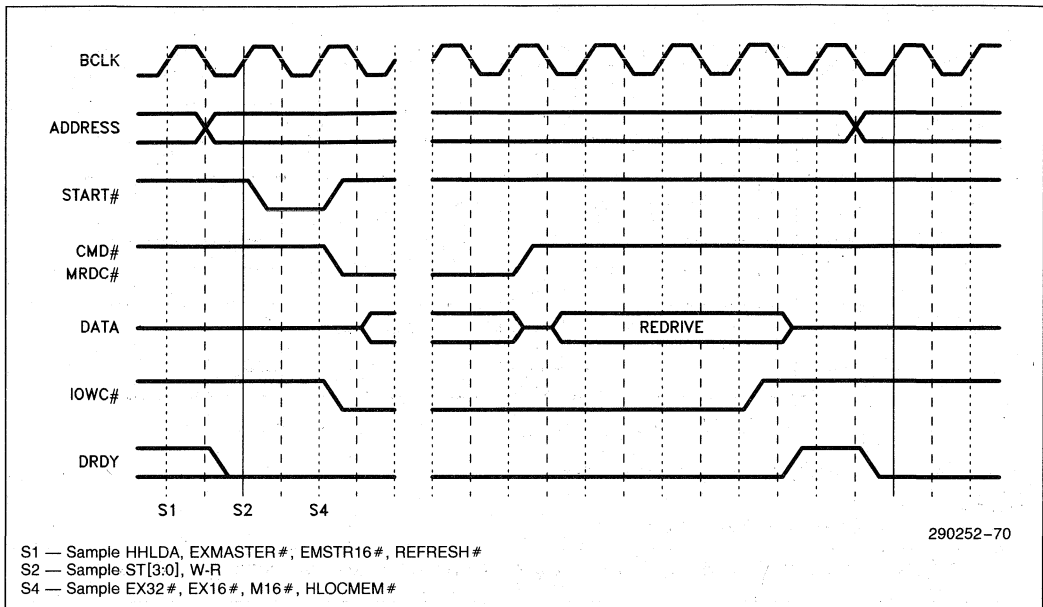 BCLK
ADDRESS
START#
CMD#
MRDC#
DATA
REDRIVE
IOWC#
DRDY
S1 S2 S4
290252-70
S1 — Sample HHLDA, EXMASTER#, EMSTR16#, REFRESH#
S2 — Sample ST[3:0], W-R
S4 — Sample EX32#, EX16#, M16#, HLOCMEM#